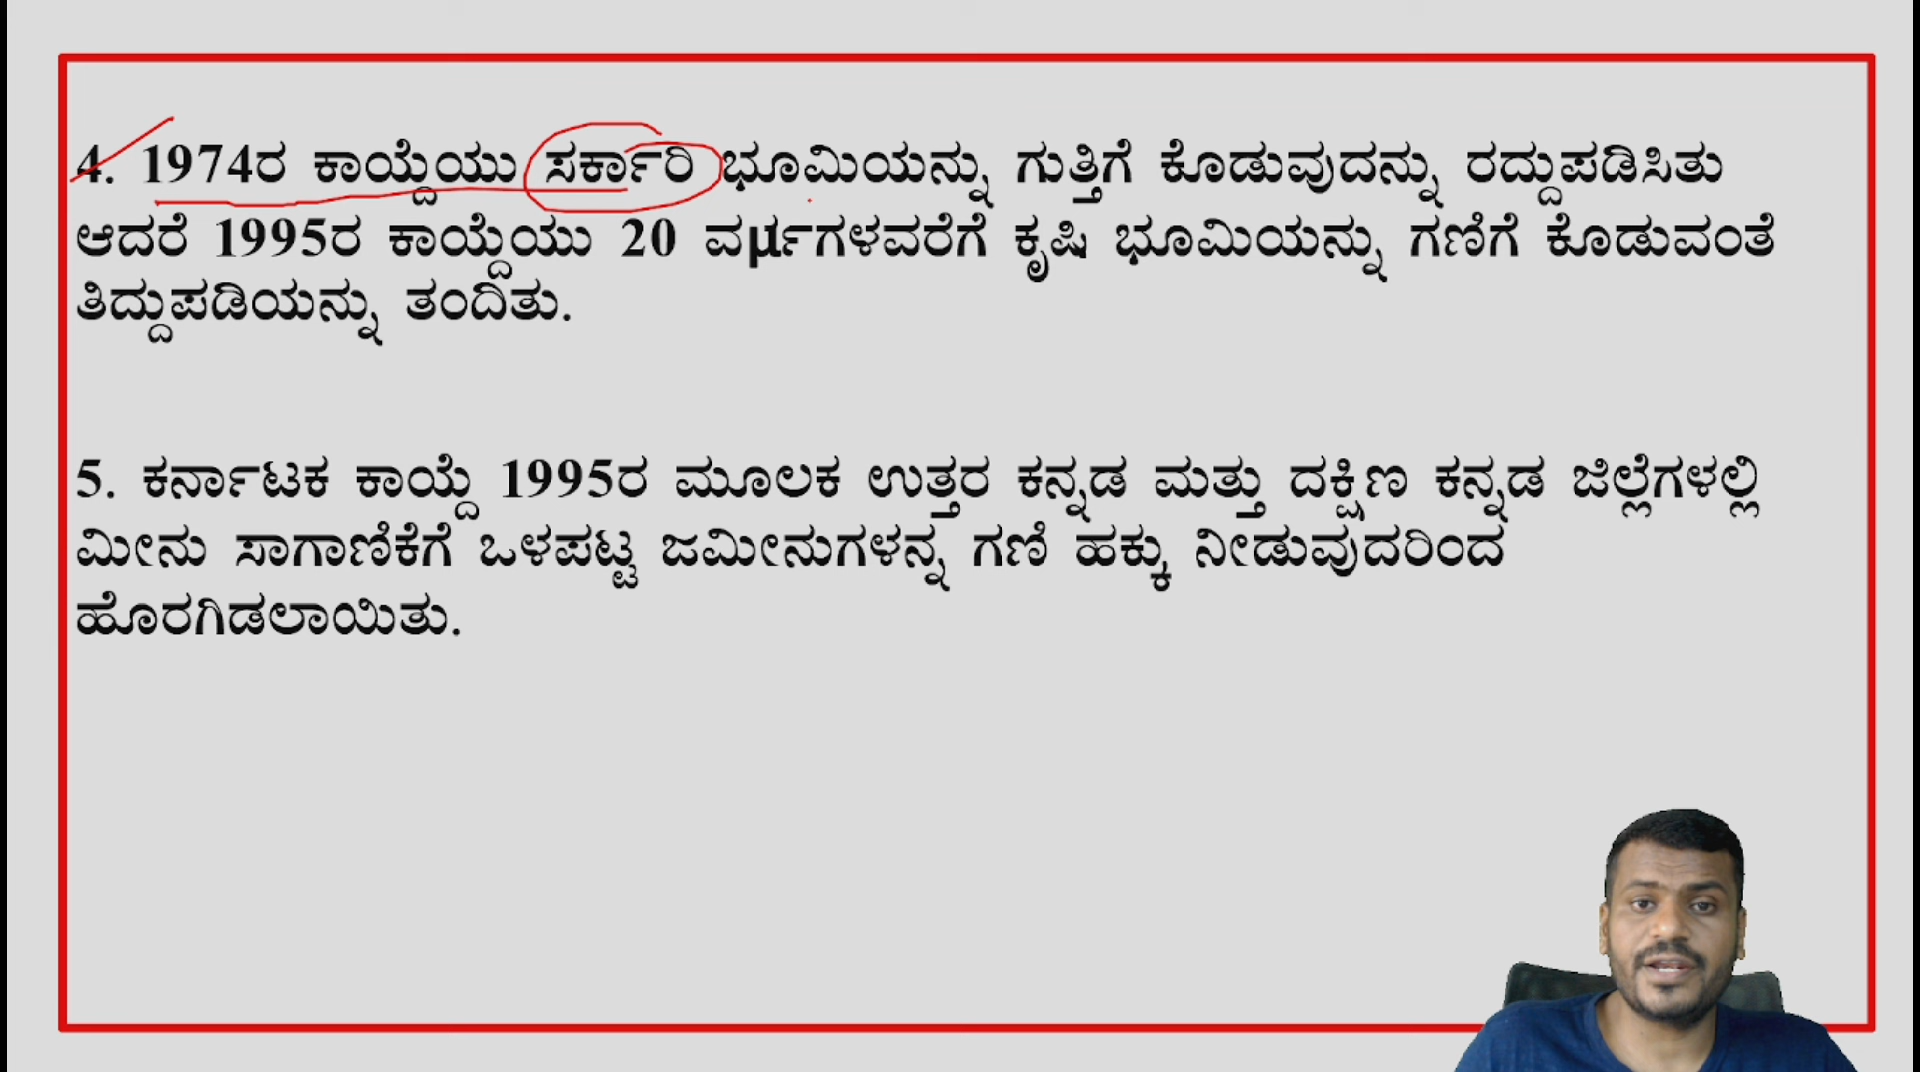 4. 1974ರ ಕಾಯ್ದೆಯು ಸರ್ಕಾರಿ ಭೂಮಿಯನ್ನು ಗುತ್ತಿಗೆ ಕೊಡುವುದನ್ನು ರದ್ದುಪಡಿಸಿತು
ಆದರೆ 1995ರ ಕಾಯ್ದೆಯು 20 ವರ್µಗಳವರೆಗೆ ಕೃಷಿ ಭೂಮಿಯನ್ನು ಗಣಿಗೆ ಕೊಡುವಂತೆ
ತಿದ್ದುಪಡಿಯನ್ನು ತಂದಿತು.
5. ಕರ್ನಾಟಕ ಕಾಯ್ದೆ 1995ರ ಮೂಲಕ ಉತ್ತರ ಕನ್ನಡ ಮತ್ತು ದಕ್ಷಿಣ ಕನ್ನಡ ಜಿಲ್ಲೆಗಳಲ್ಲಿ
ಮೀನು ಸಾಗಾಣಿಕೆಗೆ ಒಳಪಟ್ಟ ಜಮೀನುಗಳನ್ನ ಗಣಿ ಹಕ್ಕು ನೀಡುವುದರಿಂದ
ಹೊರಗಿಡಲಾಯಿತು.